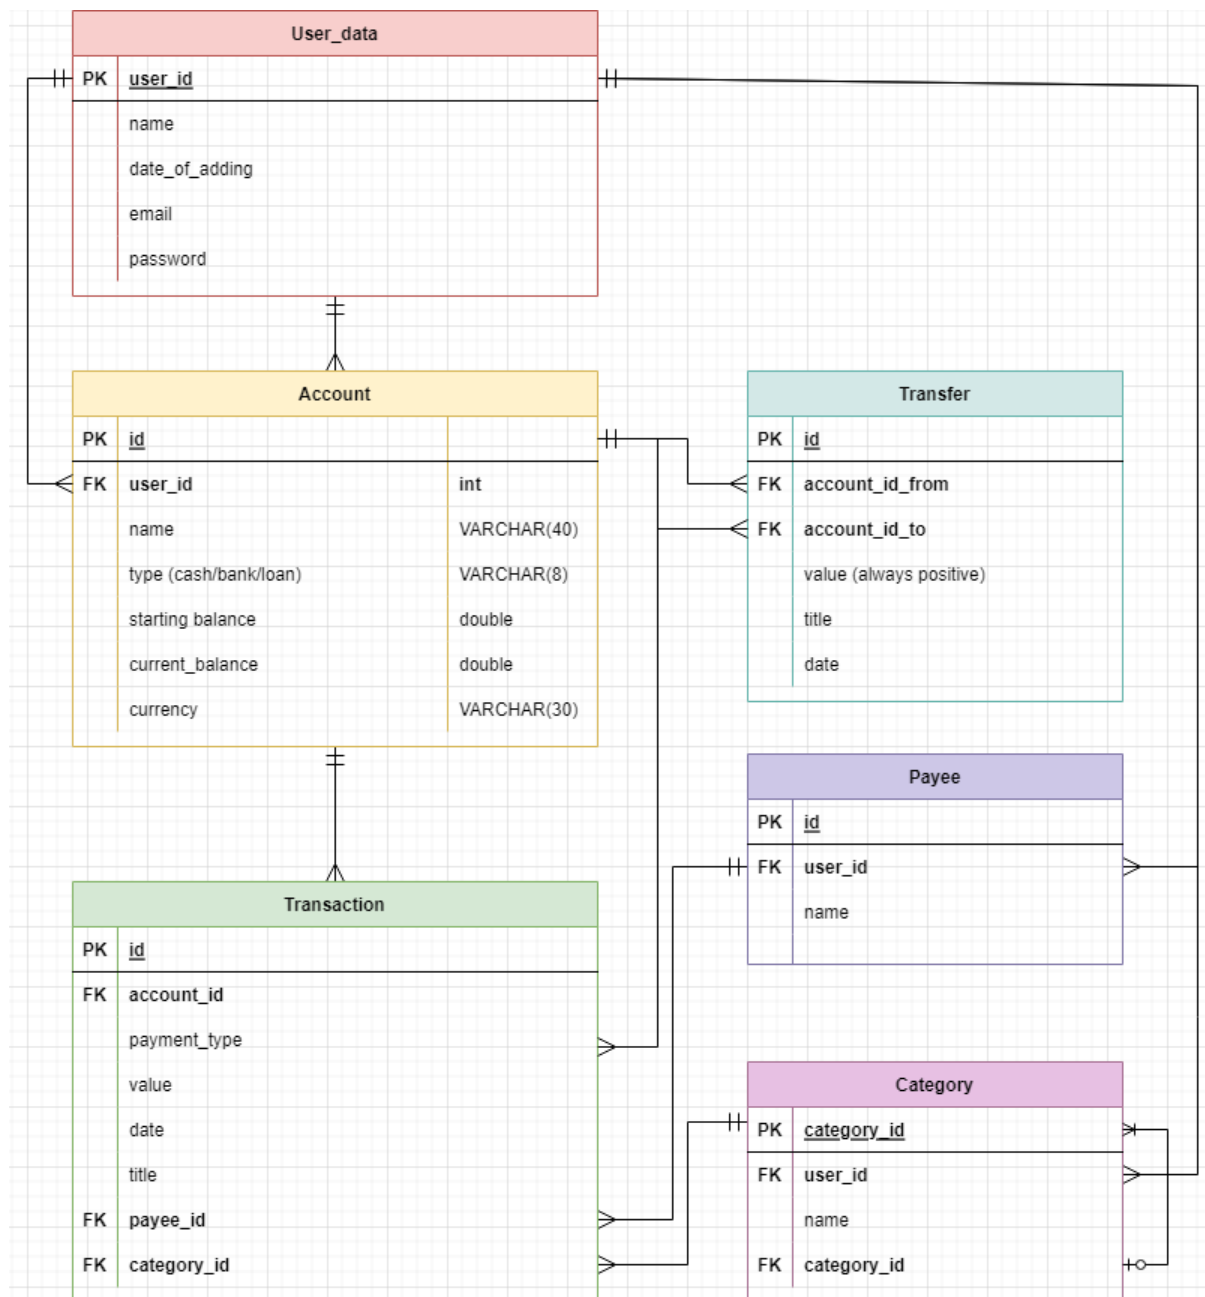 User_data
PK user_id
name
date_of_adding
email
password
Account
PK id
FK user_id int
name VARCHAR(40)
type (cash/bank/loan) VARCHAR(8)
starting balance double
current_balance double
currency VARCHAR(30)
Transfer
PK id
FK account_id_from
FK account_id_to
value (always positive)
title
date
Payee
PK id
FK user_id
name
Transaction
PK id
FK account_id
payment_type
value
date
title
FK payee_id
FK category_id
Category
PK category_id
FK user_id
name
FK category_id